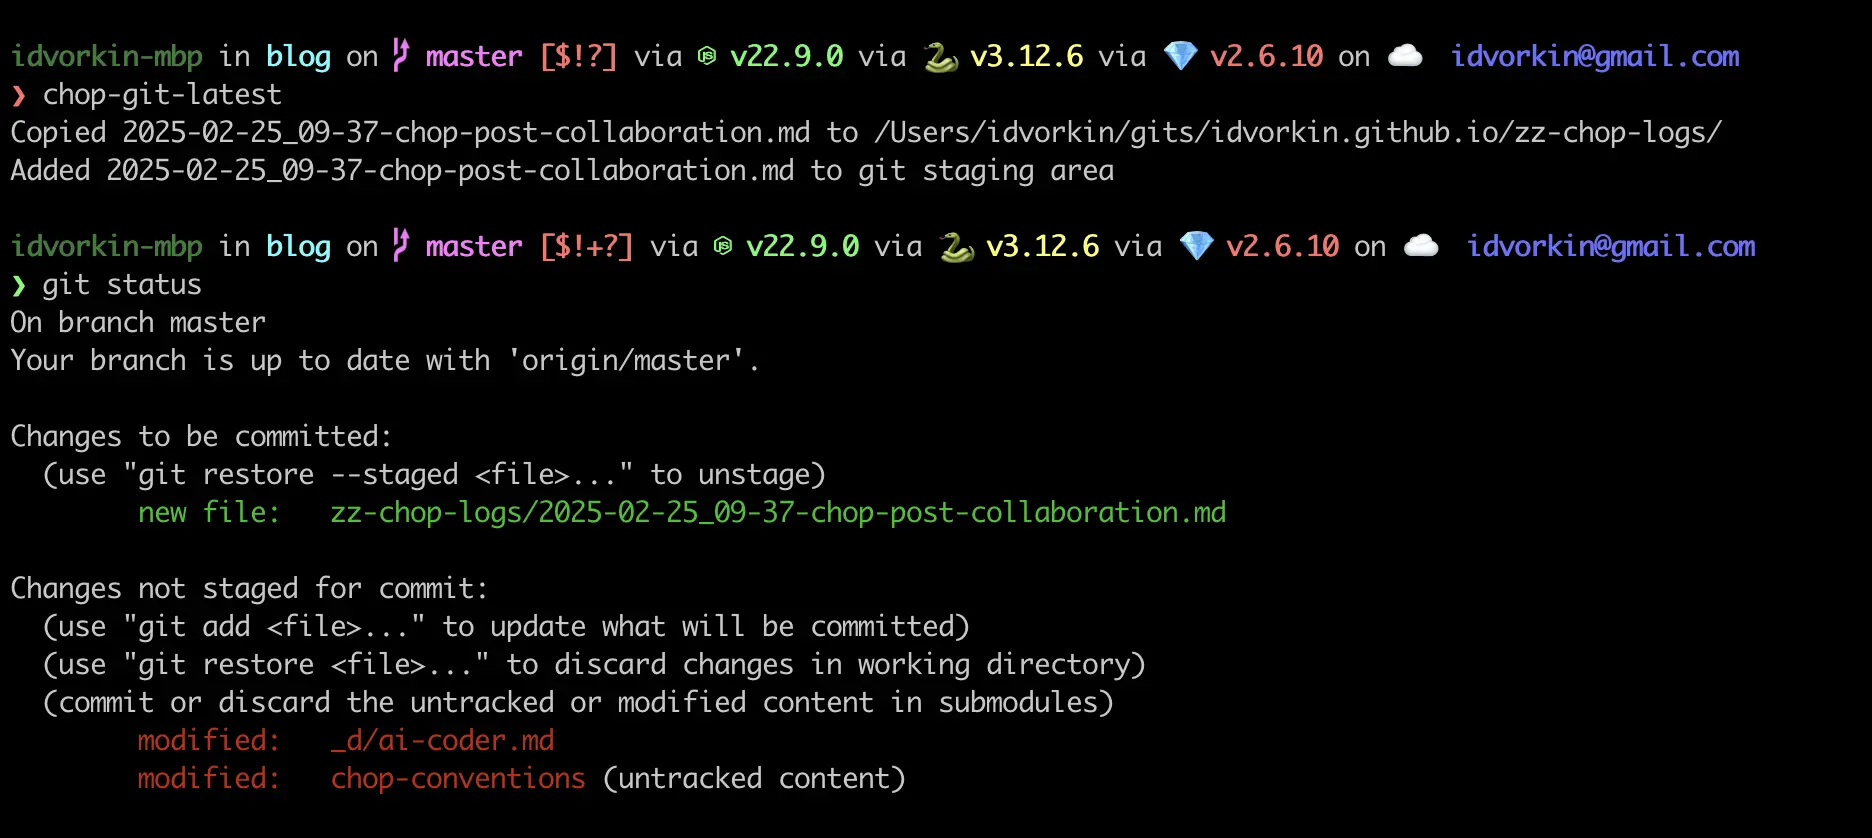 idvorkin-mbp in blog on master [$!?] via v22.9.0 via 🐍 v3.12.6 via 💎 v2.6.10 on ☁️ idvorkin@gmail.com
❯ chop-git-latest
Copied 2025-02-25_09-37-chop-post-collaboration.md to /Users/idvorkin/gits/idvorkin.github.io/zz-chop-logs/
Added 2025-02-25_09-37-chop-post-collaboration.md to git staging area
idvorkin-mbp in blog on master [$!+?] via v22.9.0 via 🐍 v3.12.6 via 💎 v2.6.10 on ☁️ idvorkin@gmail.com
❯ git status
On branch master
Your branch is up to date with 'origin/master'.
Changes to be committed:
  (use "git restore --staged <file>..." to unstage)
        new file:   zz-chop-logs/2025-02-25_09-37-chop-post-collaboration.md
Changes not staged for commit:
  (use "git add <file>..." to update what will be committed)
  (use "git restore <file>..." to discard changes in working directory)
  (commit or discard the untracked or modified content in submodules)
        modified:   _d/ai-coder.md
        modified:   chop-conventions (untracked content)